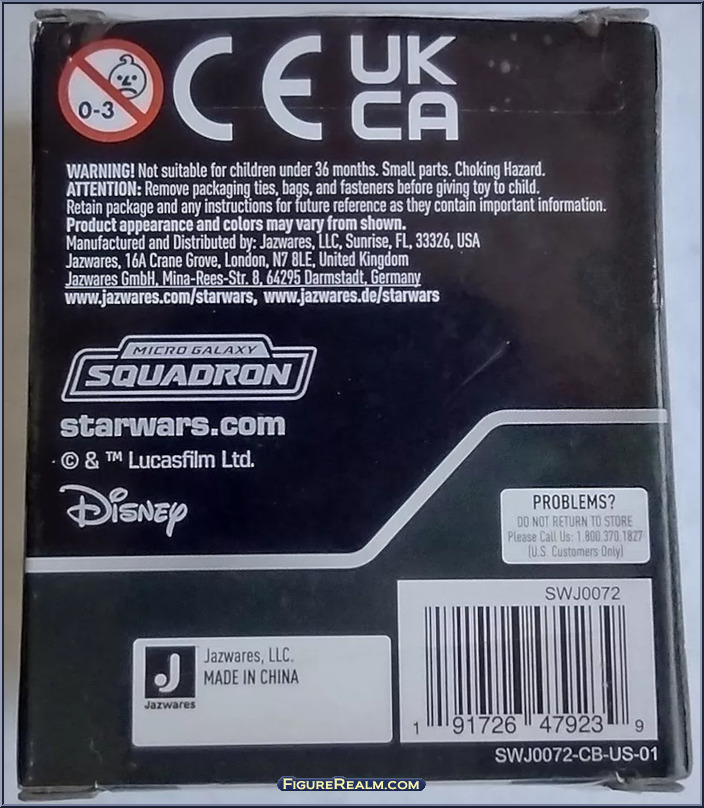 0-3
CE
UK
CA
WARNING! Not suitable for children under 36 months. Small parts. Choking Hazard.
ATTENTION: Remove packaging ties, bags, and fasteners before giving toy to child.
Retain package and any instructions for future reference as they contain important information.
Product appearance and colors may vary from shown.
Manufactured and Distributed by: Jazwares, LLC, Sunrise, FL, 33326, USA
Jazwares, 16A Crane Grove, London, N7 8LE, United Kingdom
Jazwares GmbH, Mina-Rees-Str. 8, 64295 Darmstadt, Germany
www.jazwares.com/starwars, www.jazwares.de/starwars
MICRO GALAXY
SQUADRON
starwars.com
© & ™ Lucasfilm Ltd.
Disney
PROBLEMS?
DO NOT RETURN TO STORE
Please Call Us: 1.800.370.1827
(U.S. Customers Only)
SWJ0072
1 91726 47923 9
SWJ0072-CB-US-01
J
Jazwares
Jazwares, LLC.
MADE IN CHINA
FIGUREREALM.COM